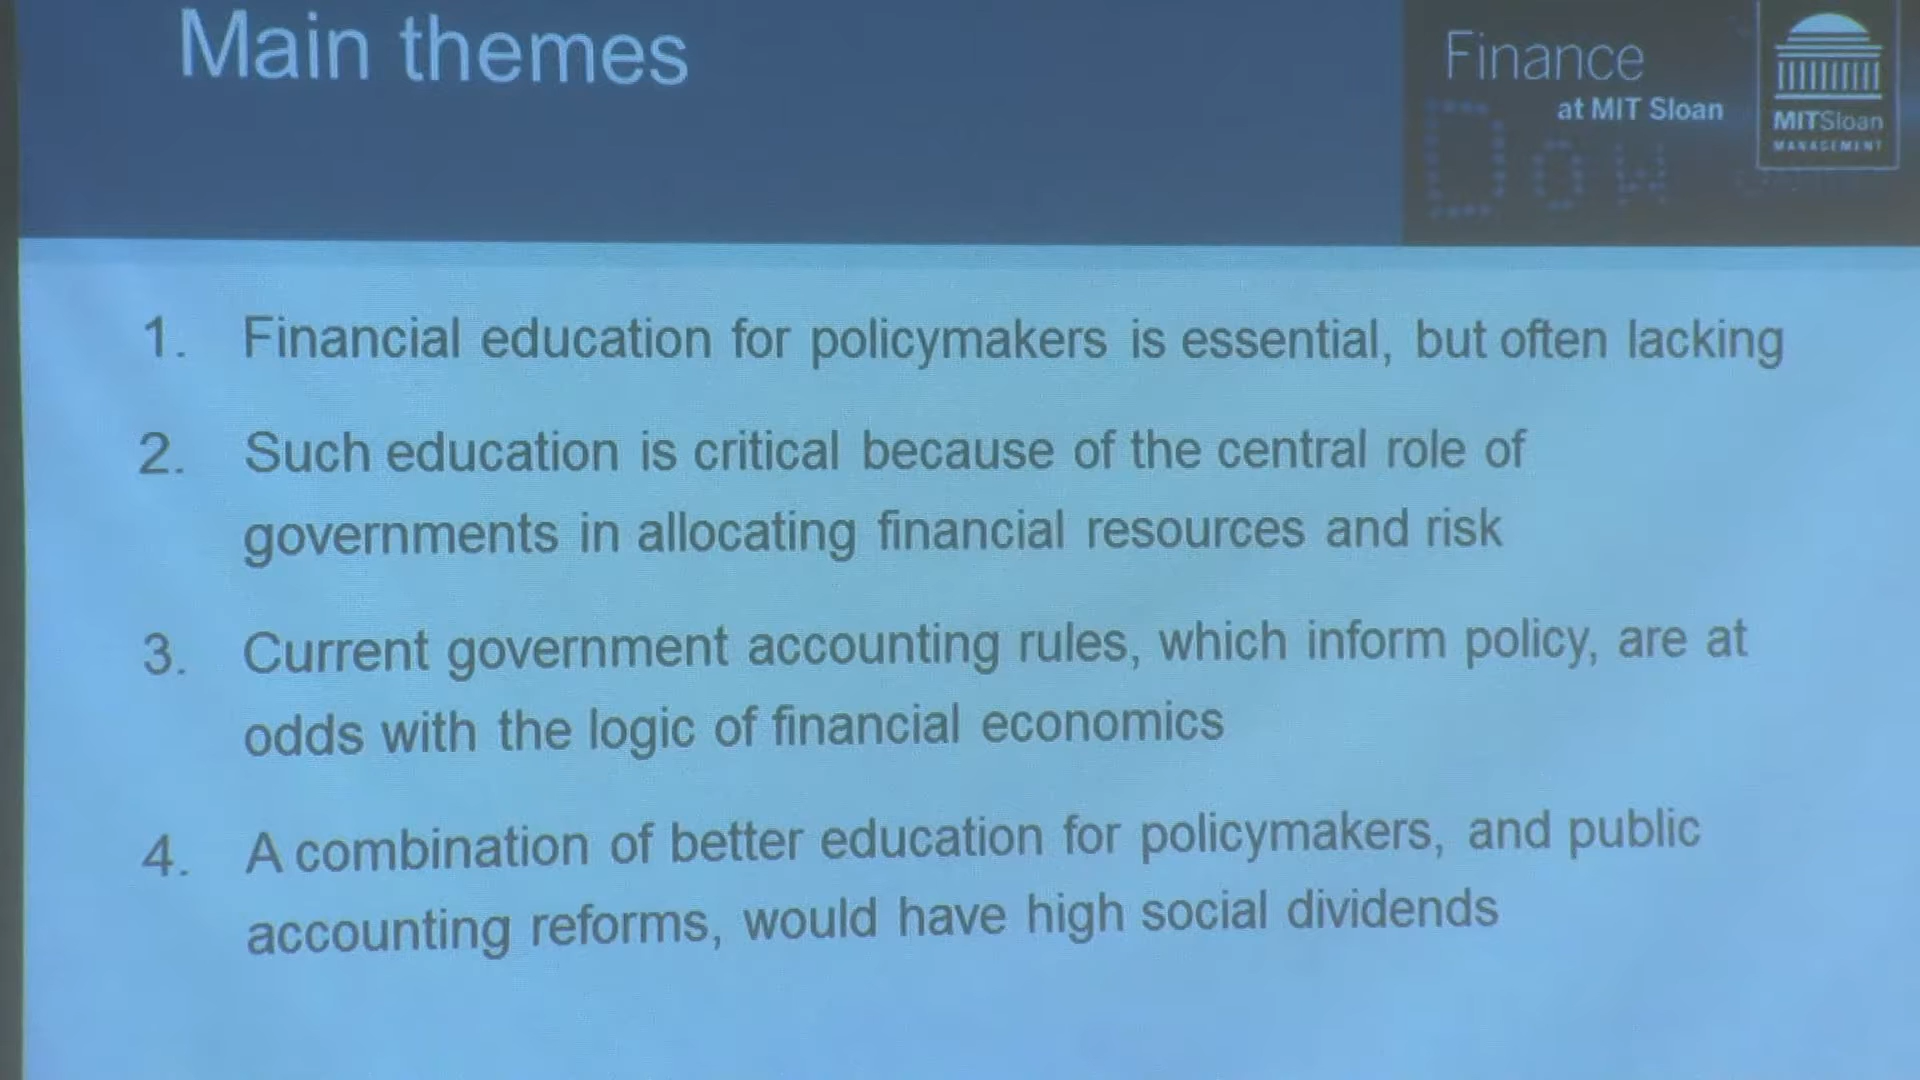 Main themes
Finance
at MIT Sloan
MITSloan
MANAGEMENT
Dow
1. Financial education for policymakers is essential, but often lacking
2. Such education is critical because of the central role of
governments in allocating financial resources and risk
3. Current government accounting rules, which inform policy, are at
odds with the logic of financial economics
4. A combination of better education for policymakers, and public
accounting reforms, would have high social dividends